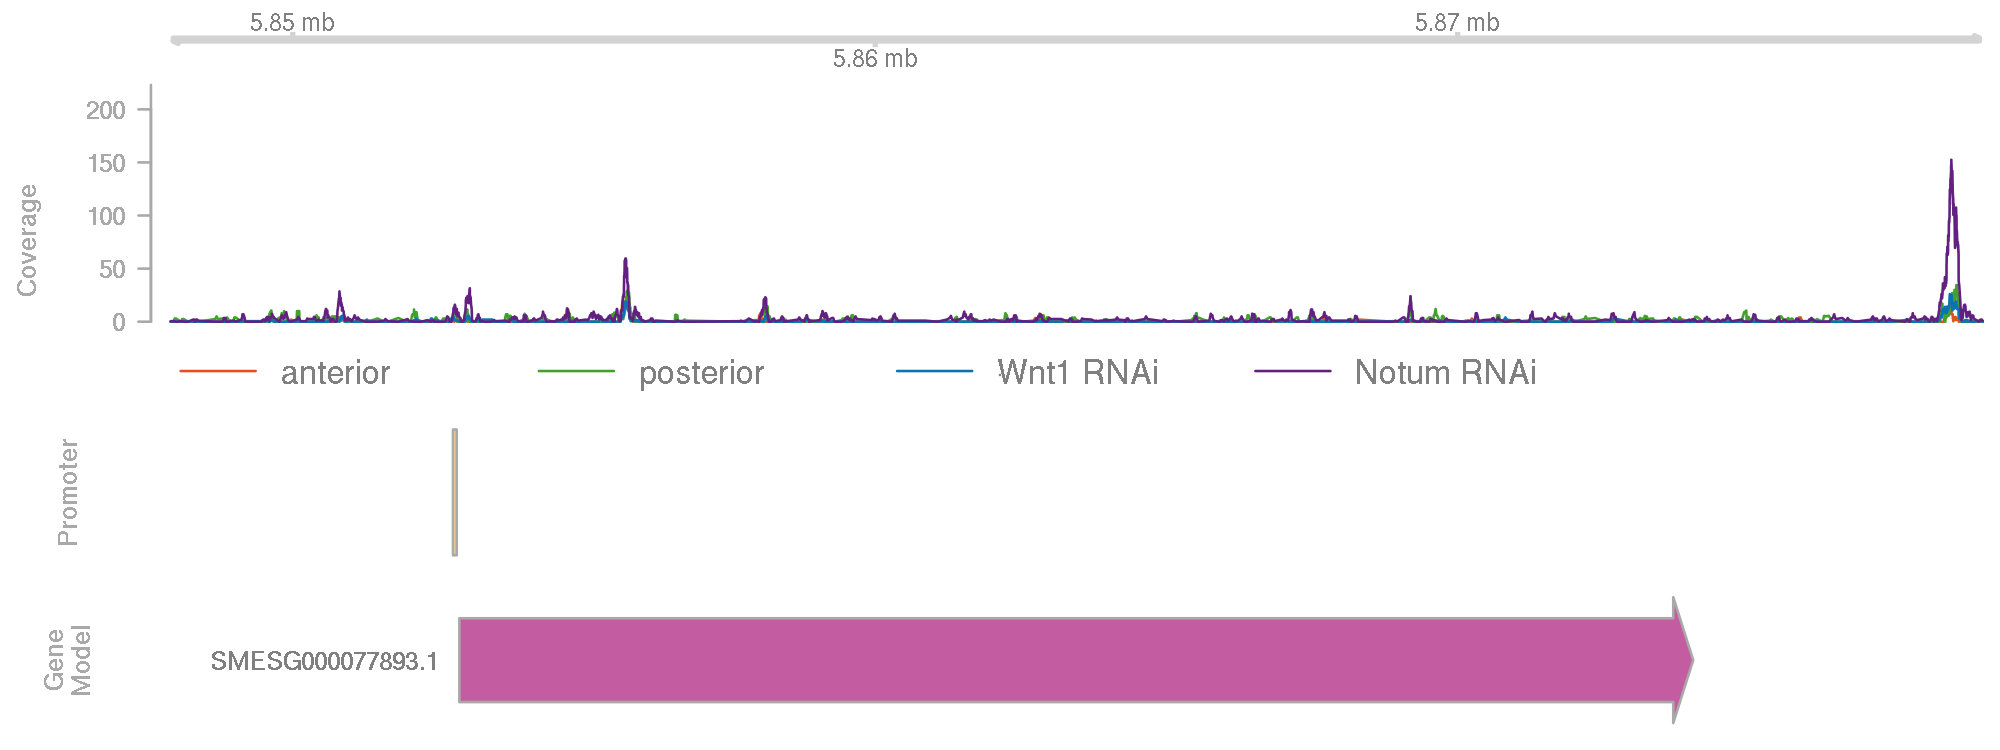 5.85 mb
5.87 mb
5.86 mb
Coverage
200
150
100
50
0
anterior posterior Wnt1 RNAi Notum RNAi
Promoter
Gene
Model
SMESG000077893.1